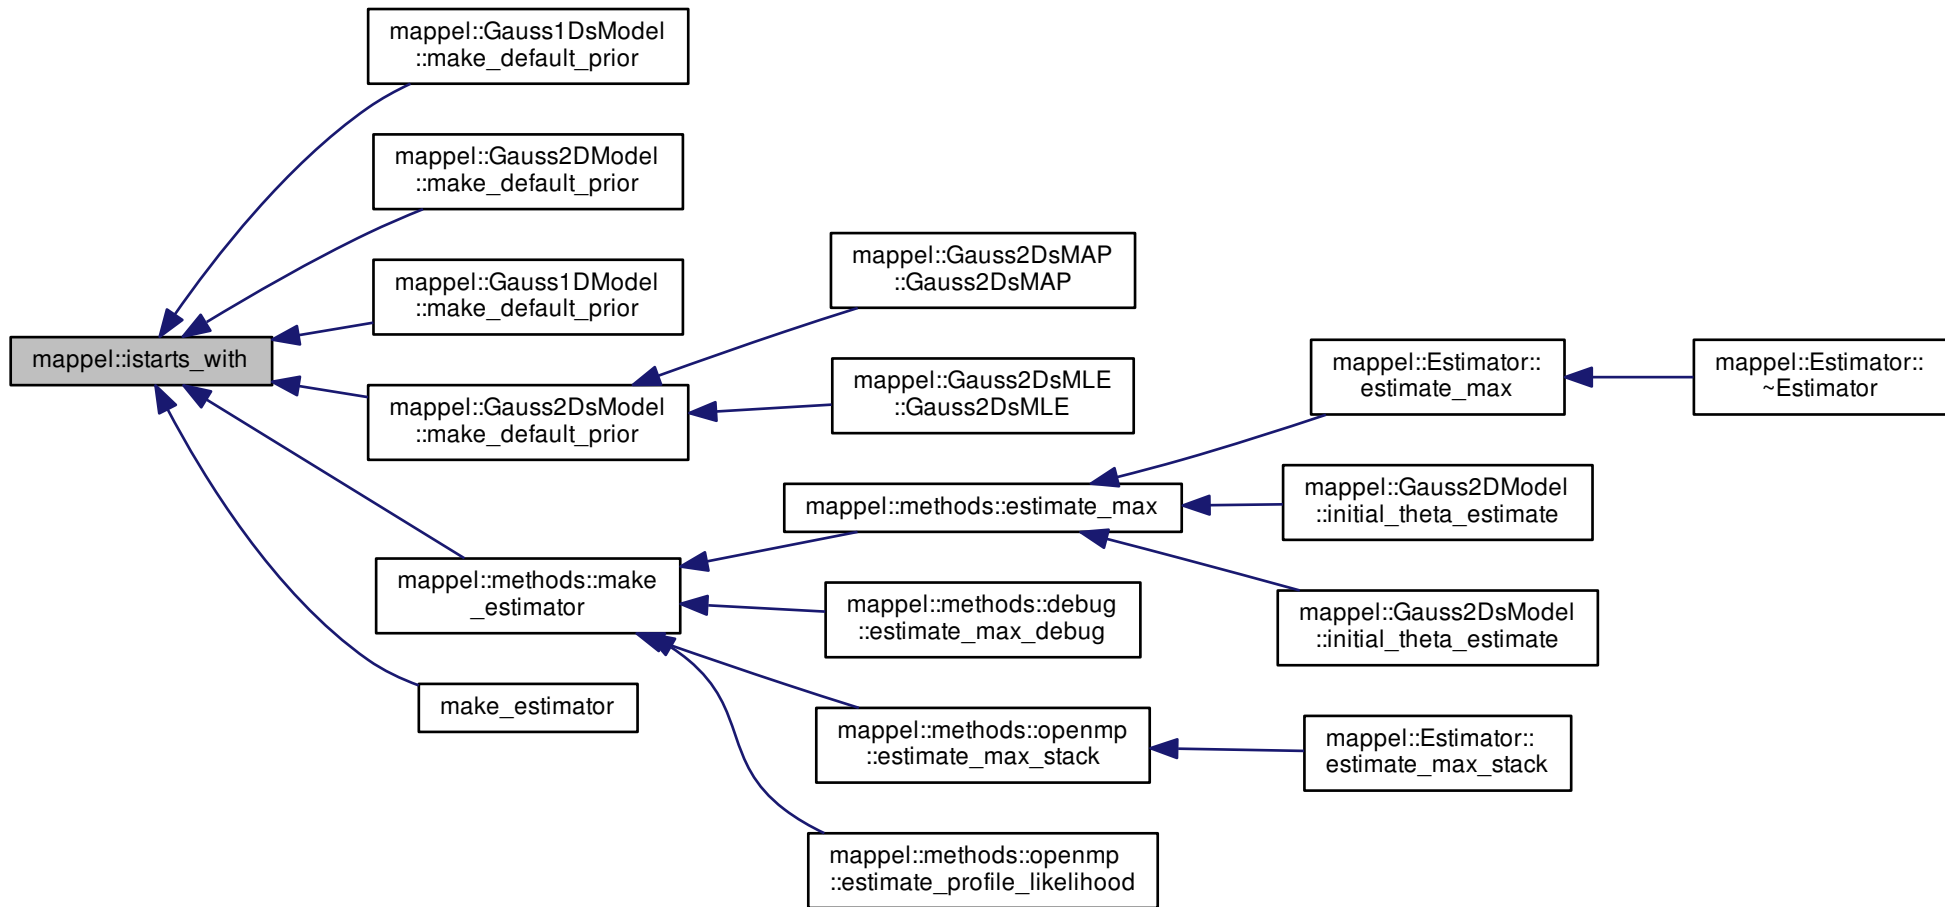 mappel::Gauss1DsModel
::make_default_prior
mappel::Gauss2DModel
::make_default_prior
mappel::Gauss1DModel
::make_default_prior
mappel::istarts_with
mappel::Gauss2DsModel
::make_default_prior
mappel::Gauss2DsMAP
::Gauss2DsMAP
mappel::Gauss2DsMLE
::Gauss2DsMLE
mappel::methods::make
_estimator
make_estimator
mappel::methods::estimate_max
mappel::methods::debug
::estimate_max_debug
mappel::methods::openmp
::estimate_max_stack
mappel::methods::openmp
::estimate_profile_likelihood
mappel::Estimator::
estimate_max
mappel::Gauss2DModel
::initial_theta_estimate
mappel::Gauss2DsModel
::initial_theta_estimate
mappel::Estimator::
estimate_max_stack
mappel::Estimator::
~Estimator